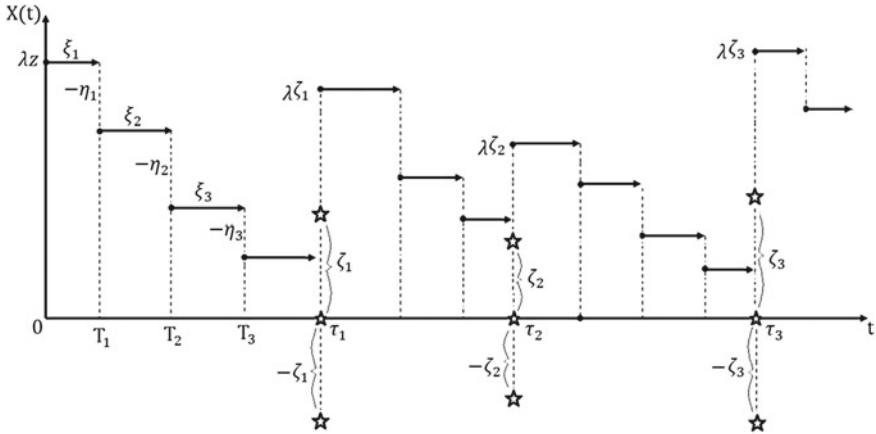 X(t)
λz ξ₁ λζ₃
−η₁ λζ₁
ξ₂
−η₂ λζ₂
ξ₃
−η₃
ζ₁ ζ₂ ζ₃
0 T₁ T₂ T₃ τ₁ τ₂ τ₃ t
−ζ₁ −ζ₂ −ζ₃